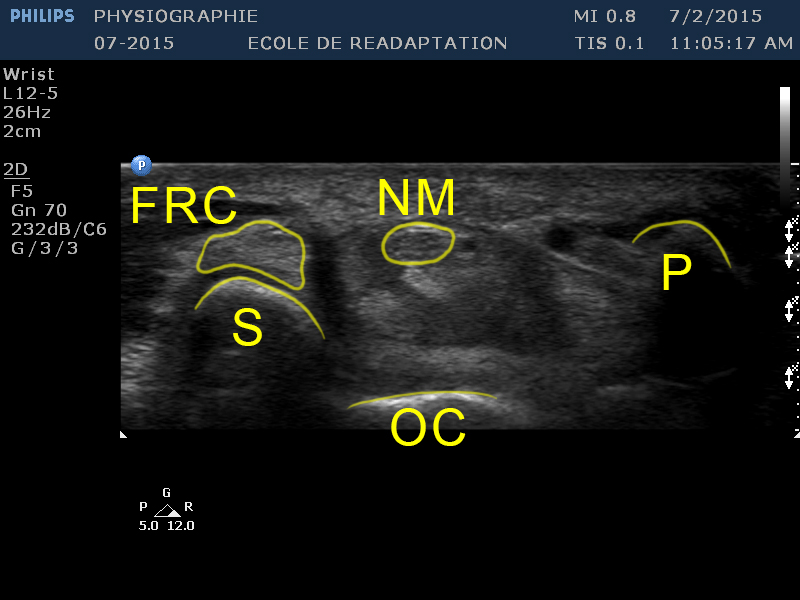 PHILIPS PHYSIOGRAPHIE MI 0.8 7/2/2015
07-2015 ECOLE DE READAPTATION TIS 0.1 11:05:17 AM
Wrist
L12-5
26Hz
2cm
2D
F5
Gn 70
232dB/C6
G/3/3
P
FRC NM
P
S
OC
G
P R
5.0 12.0